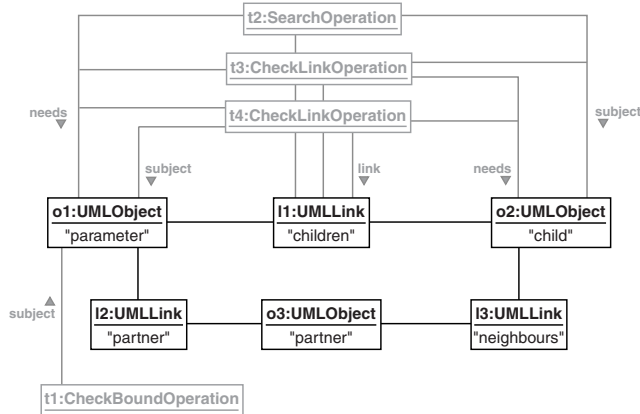 t2:SearchOperation
t3:CheckLinkOperation
needs
t4:CheckLinkOperation
subject
subject
link
needs
o1:UMLObject
"parameter"
l1:UMLLink
"children"
o2:UMLObject
"child"
l2:UMLLink
"partner"
o3:UMLObject
"partner"
l3:UMLLink
"neighbours"
subject
t1:CheckBoundOperation